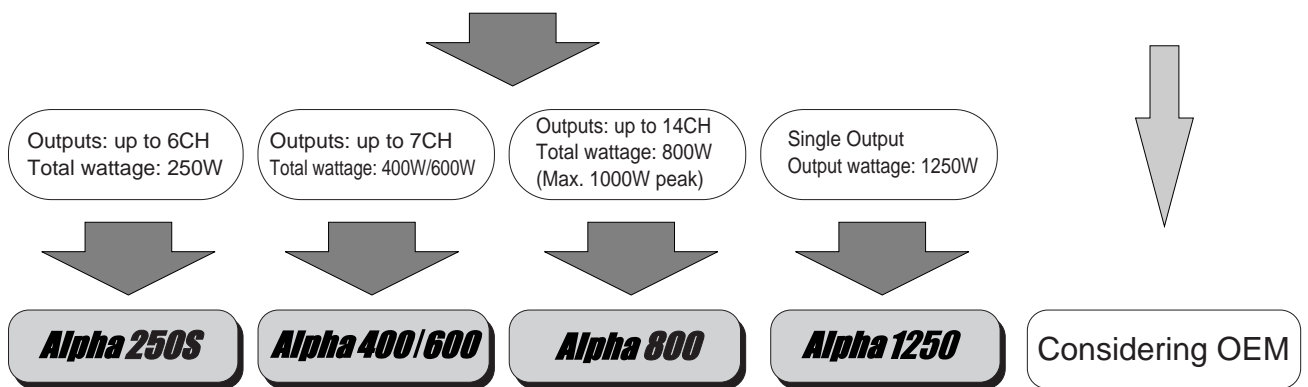 Outputs: up to 6CH
Total wattage: 250W
Outputs: up to 7CH
Total wattage: 400W/600W
Outputs: up to 14CH
Total wattage: 800W
(Max. 1000W peak)
Single Output
Output wattage: 1250W
Alpha 250S
Alpha 400/600
Alpha 800
Alpha 1250
Considering OEM